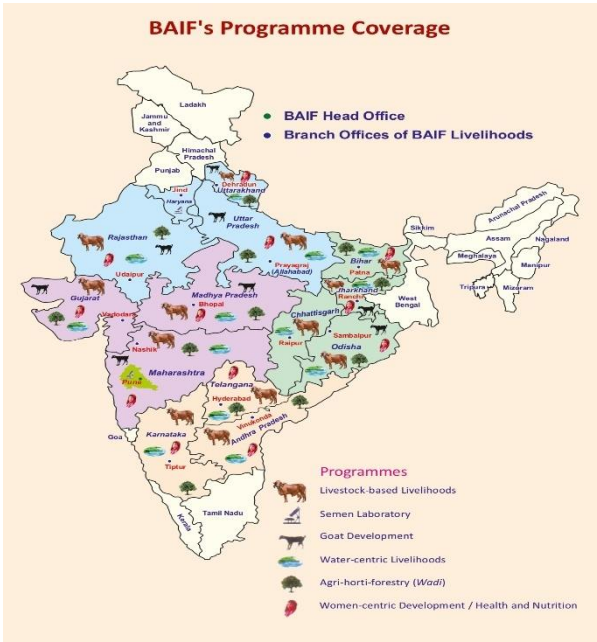 BAIF's Programme Coverage
BAIF Head Office
Branch Offices of BAIF Livelihoods
Ladakh
Jammu
and
Kashmir
Himachal
Pradesh
Punjab
Jind
Haryana
Dehradun
Uttarakhand
Uttar
Pradesh
Rajasthan
Udaipur
Prayagraj
(Allahabad)
Bihar
Patna
Sikkim
Arunachal Pradesh
Assam
Nagaland
Meghalaya
Manipur
Tripura
Mizoram
West
Bengal
Jharkhand
Ranchi
Gujarat
Vadodara
Madhya Pradesh
Bhopal
Chhattisgarh
Raipur
Sambalpur
Odisha
Nashik
Maharashtra
Pune
Telangana
Hyderabad
Vinukonda
Andhra Pradesh
Goa
Karnataka
Tiptur
Kerala
Tamil Nadu
Programmes
Livestock-based Livelihoods
Semen Laboratory
Goat Development
Water-centric Livelihoods
Agri-horti-forestry (Wadi)
Women-centric Development / Health and Nutrition